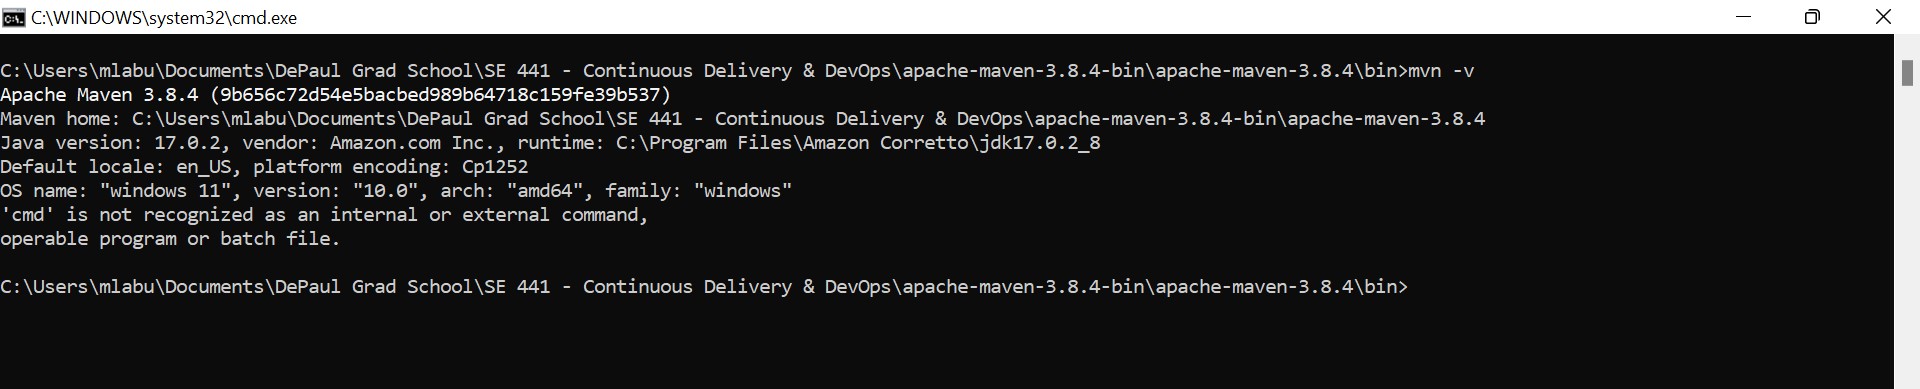 C:\WINDOWS\system32\cmd.exe
C:\Users\mlabu\Documents\DePaul Grad School\SE 441 - Continuous Delivery & DevOps\apache-maven-3.8.4-bin\apache-maven-3.8.4\bin>mvn -v
Apache Maven 3.8.4 (9b656c72d54e5bacbed989b64718c159fe39b537)
Maven home: C:\Users\mlabu\Documents\DePaul Grad School\SE 441 - Continuous Delivery & DevOps\apache-maven-3.8.4-bin\apache-maven-3.8.4
Java version: 17.0.2, vendor: Amazon.com Inc., runtime: C:\Program Files\Amazon Corretto\jdk17.0.2_8
Default locale: en_US, platform encoding: Cp1252
OS name: "windows 11", version: "10.0", arch: "amd64", family: "windows"
'cmd' is not recognized as an internal or external command,
operable program or batch file.
C:\Users\mlabu\Documents\DePaul Grad School\SE 441 - Continuous Delivery & DevOps\apache-maven-3.8.4-bin\apache-maven-3.8.4\bin>